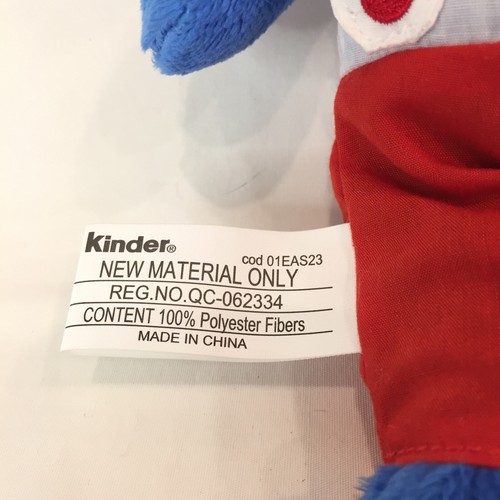 Kinder®
cod 01EAS23
NEW MATERIAL ONLY
REG.NO.QC-062334
CONTENT 100% Polyester Fibers
MADE IN CHINA